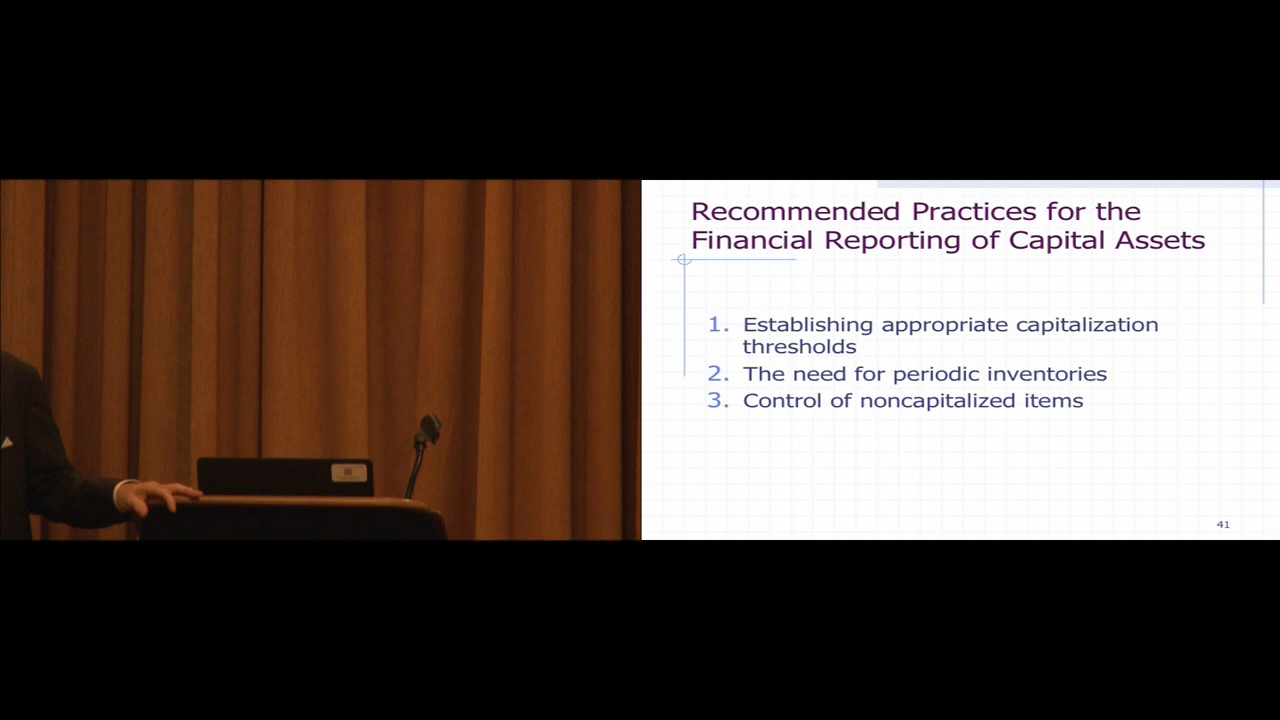 Recommended Practices for the
Financial Reporting of Capital Assets
1. Establishing appropriate capitalization
thresholds
2. The need for periodic inventories
3. Control of noncapitalized items
41